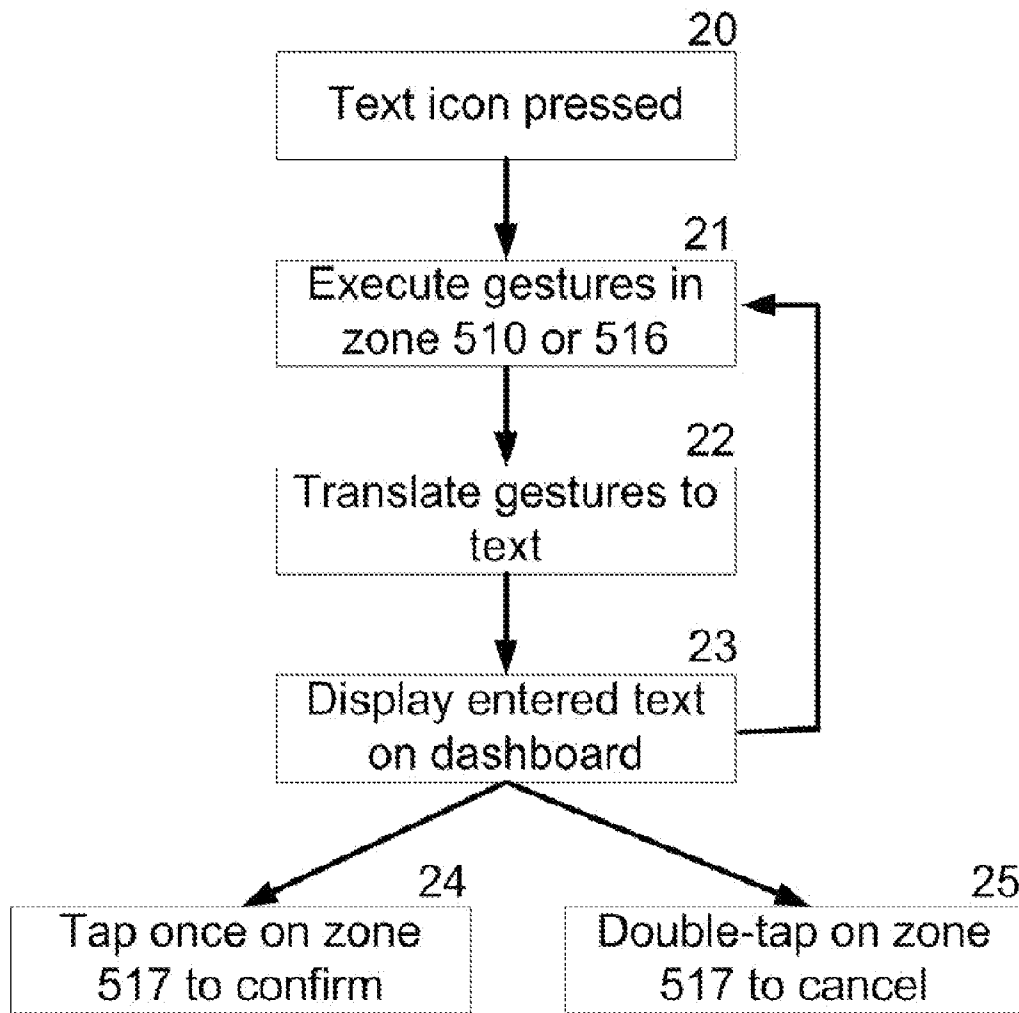 20
Text icon pressed
21
Execute gestures in
zone 510 or 516
22
Translate gestures to
text
23
Display entered text
on dashboard
24
Tap once on zone
517 to confirm
25
Double-tap on zone
517 to cancel